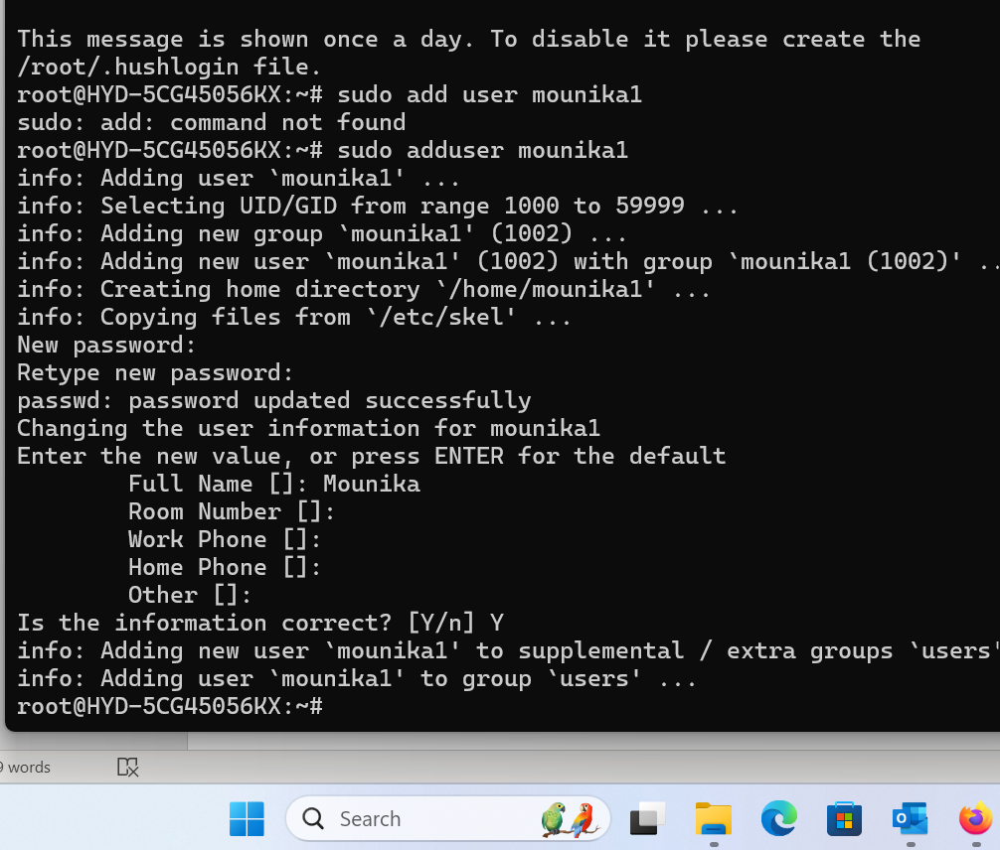 This message is shown once a day. To disable it please create the
/root/.hushlogin file.
root@HYD-5CG45056KX:~# sudo add user mounika1
sudo: add: command not found
root@HYD-5CG45056KX:~# sudo adduser mounika1
info: Adding user `mounika1' ...
info: Selecting UID/GID from range 1000 to 59999 ...
info: Adding new group `mounika1' (1002) ...
info: Adding new user `mounika1' (1002) with group `mounika1 (1002)' ..
info: Creating home directory `/home/mounika1' ...
info: Copying files from `/etc/skel' ...
New password:
Retype new password:
passwd: password updated successfully
Changing the user information for mounika1
Enter the new value, or press ENTER for the default
        Full Name []: Mounika
        Room Number []:
        Work Phone []:
        Home Phone []:
        Other []:
Is the information correct? [Y/n] Y
info: Adding new user `mounika1' to supplemental / extra groups `users'
info: Adding user `mounika1' to group `users' ...
root@HYD-5CG45056KX:~#
words
Search